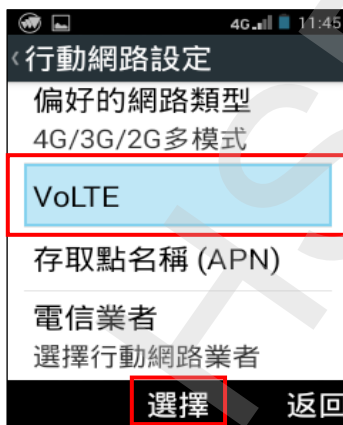 4G 11:45
行動網路設定
偏好的網路類型
4G/3G/2G多模式
VoLTE
存取點名稱 (APN)
電信業者
選擇行動網路業者
選擇 返回